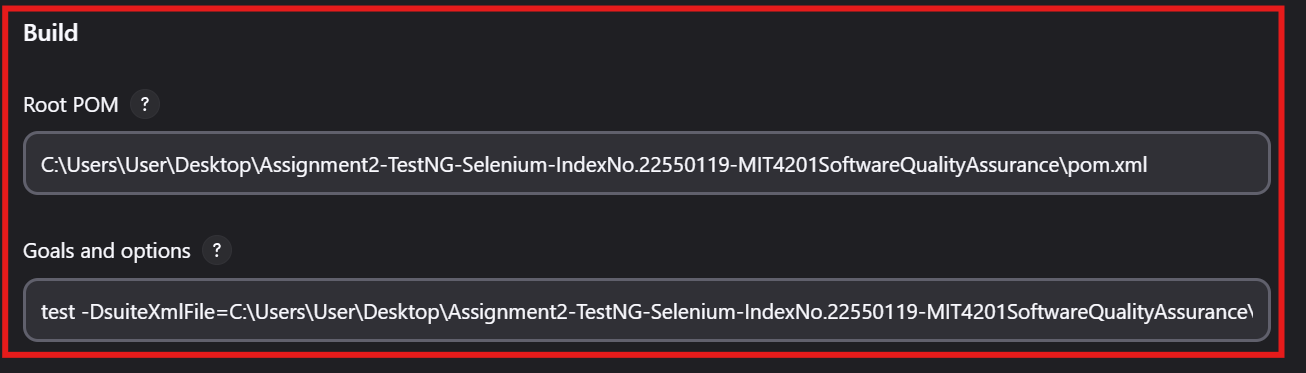 Build
Root POM ?
C:\Users\User\Desktop\Assignment2-TestNG-Selenium-IndexNo.22550119-MIT4201SoftwareQualityAssurance\pom.xml
Goals and options ?
test -DsuiteXmlFile=C:\Users\User\Desktop\Assignment2-TestNG-Selenium-IndexNo.22550119-MIT4201SoftwareQualityAssurance\